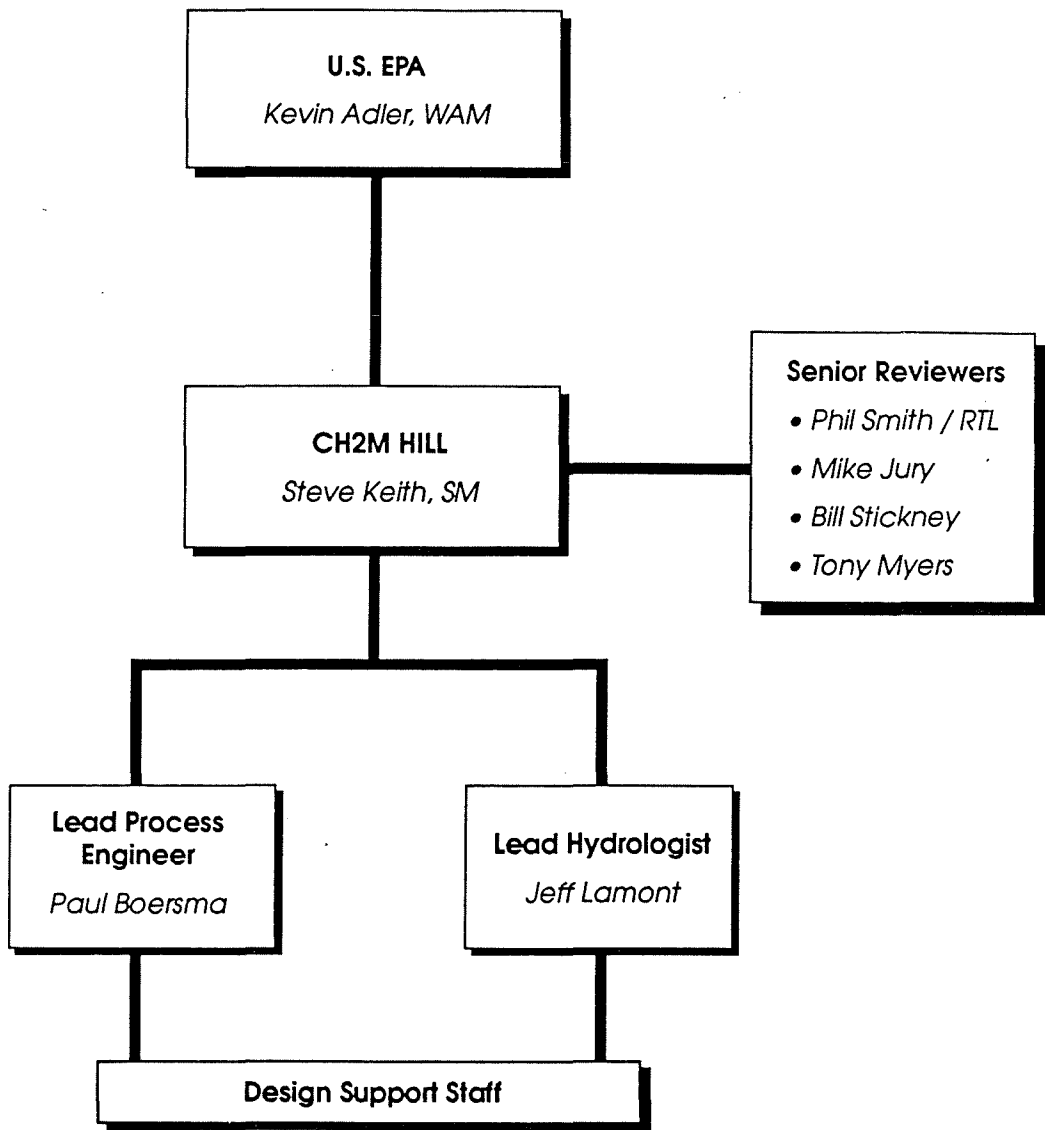 U.S. EPA
Kevin Adler, WAM
CH2M HILL
Steve Keith, SM
Senior Reviewers
• Phil Smith / RTL
• Mike Jury
• Bill Stickney
• Tony Myers
Lead Process
Engineer
Paul Boersma
Lead Hydrologist
Jeff Lamont
Design Support Staff